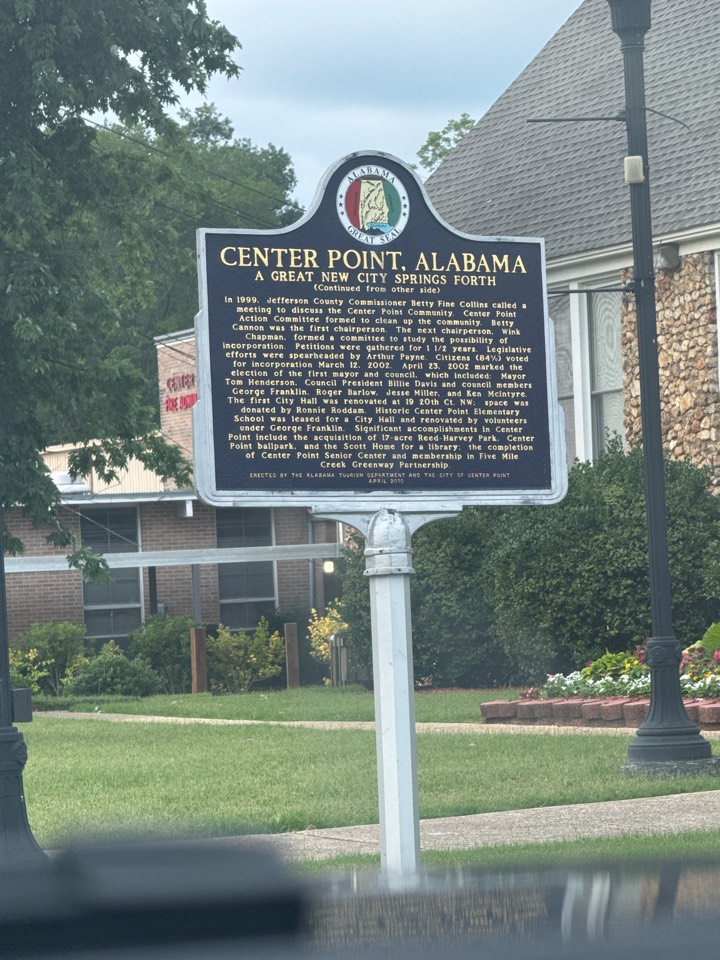 ALABAMA
GREAT SEAL
CENTER POINT, ALABAMA
A GREAT NEW CITY SPRINGS FORTH
(Continued from other side)
In 1999, Jefferson County Commissioner Betty Fine Collins called a
meeting to discuss the Center Point Community. Center Point
Action Committee formed to clean up the community. Betty
Cannon was the first chairperson. The next chairperson, Wink
Chapman, formed a committee to study the possibility of
incorporation. Petitions were gathered for 1 1/2 years. Legislative
efforts were spearheaded by Arthur Payne. Citizens (84%) voted
for incorporation March 12, 2002. April 23, 2002 marked the
election of the first mayor and council, which included: Mayor
Tom Henderson, Council President Billie Davis and council members
George Franklin, Roger Barlow, Jesse Miller, and Ken McIntyre.
The first City Hall was renovated at 19 20th Ct. NW; space was
donated by Ronnie Roddam. Historic Center Point Elementary
School was leased for a City Hall and renovated by volunteers
under George Franklin. Significant accomplishments in Center
Point include the acquisition of 17-acre Reed-Harvey Park, Center
Point ballpark, and the Scott Home for a library; the completion
of Center Point Senior Center and membership in Five Mile
Creek Greenway Partnership.
ERECTED BY THE ALABAMA TOURISM DEPARTMENT AND THE CITY OF CENTER POINT
APRIL 2010
CENTER
FIRE